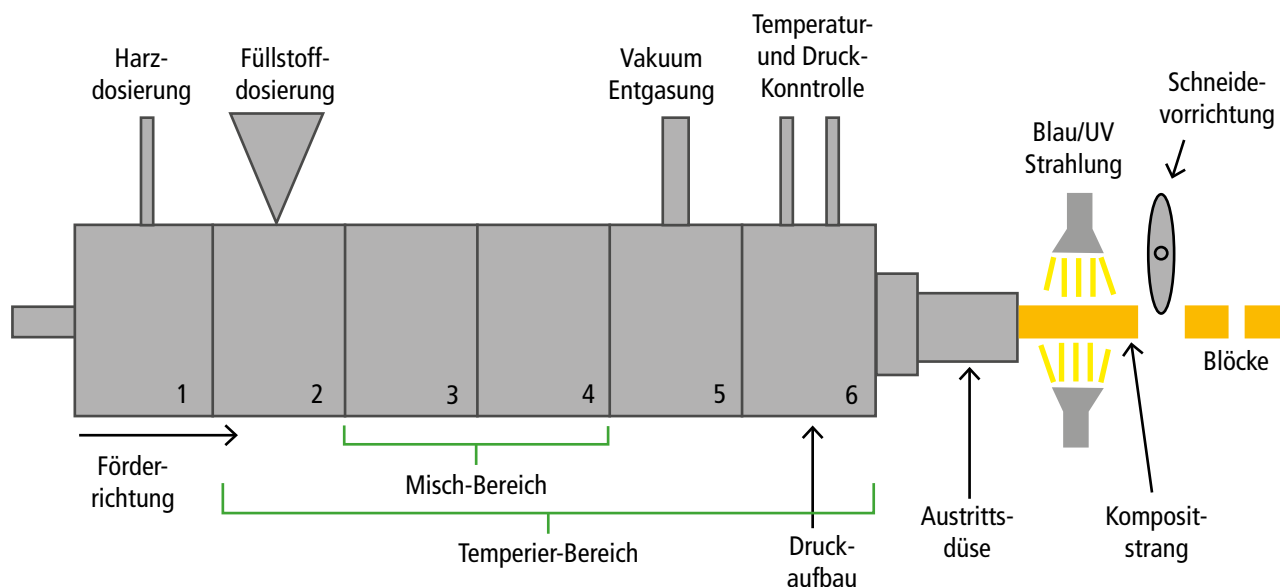 Harz-
dosierung
Füllstoff-
dosierung
Vakuum
Entgasung
Temperatur-
und Druck-
Konntrolle
Blau/UV
Strahlung
Schneide-
vorrichtung
1
2
3
4
5
6
Blöcke
Förder-
richtung
Misch-Bereich
Temperier-Bereich
Druck-
aufbau
Austritts-
düse
Komposit-
strang